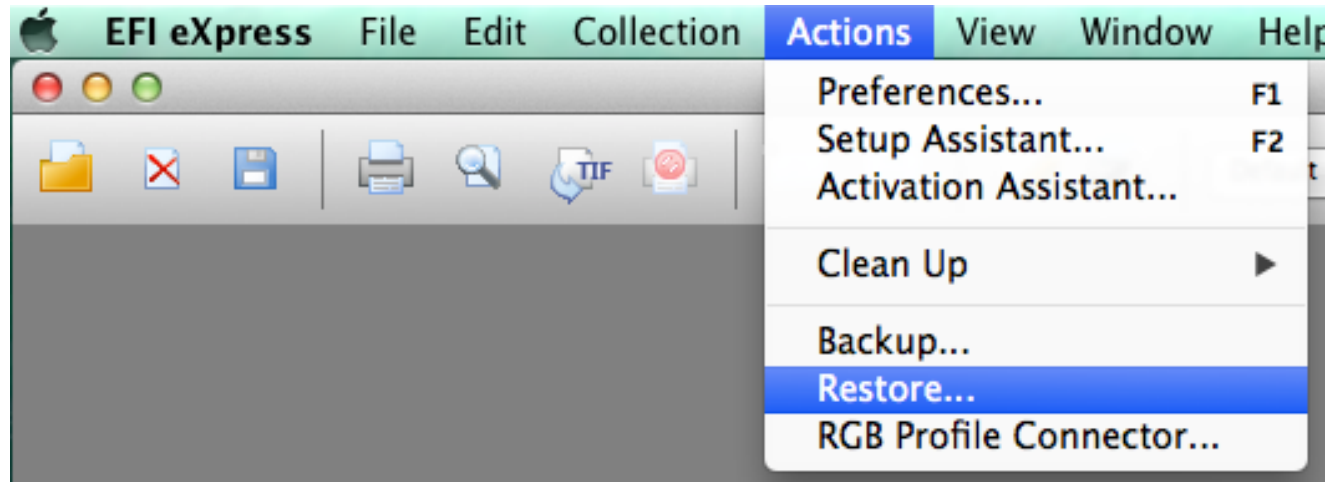 EFI eXpress File Edit Collection Actions View Window Help
Preferences... F1
Setup Assistant... F2
TIF
Activation Assistant...
Clean Up
Backup...
Restore...
RGB Profile Connector...